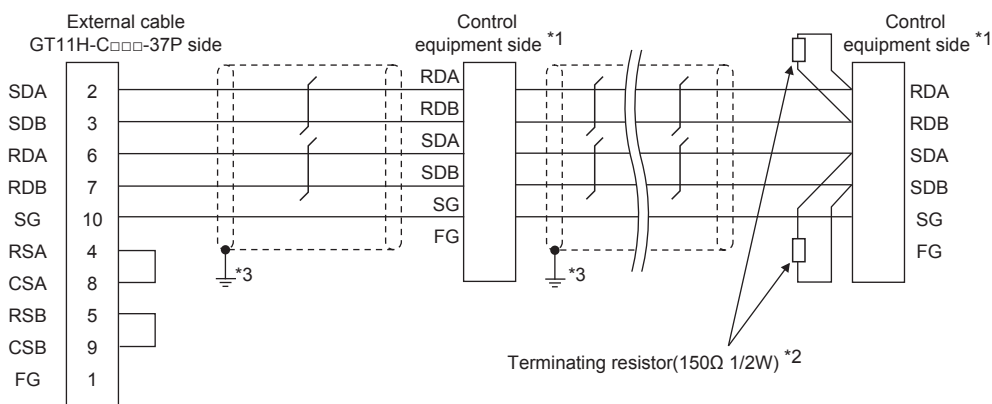 External cable
GT11H-C□□□-37P side
Control
equipment side *1
Control
equipment side *1
SDA 2
SDB 3
RDA 6
RDB 7
SG 10
RSA 4
CSA 8
RSB 5
CSB 9
FG 1
RDA
RDB
SDA
SDB
SG
FG
*3
*3
RDA
RDB
SDA
SDB
SG
FG
Terminating resistor(150Ω 1/2W) *2